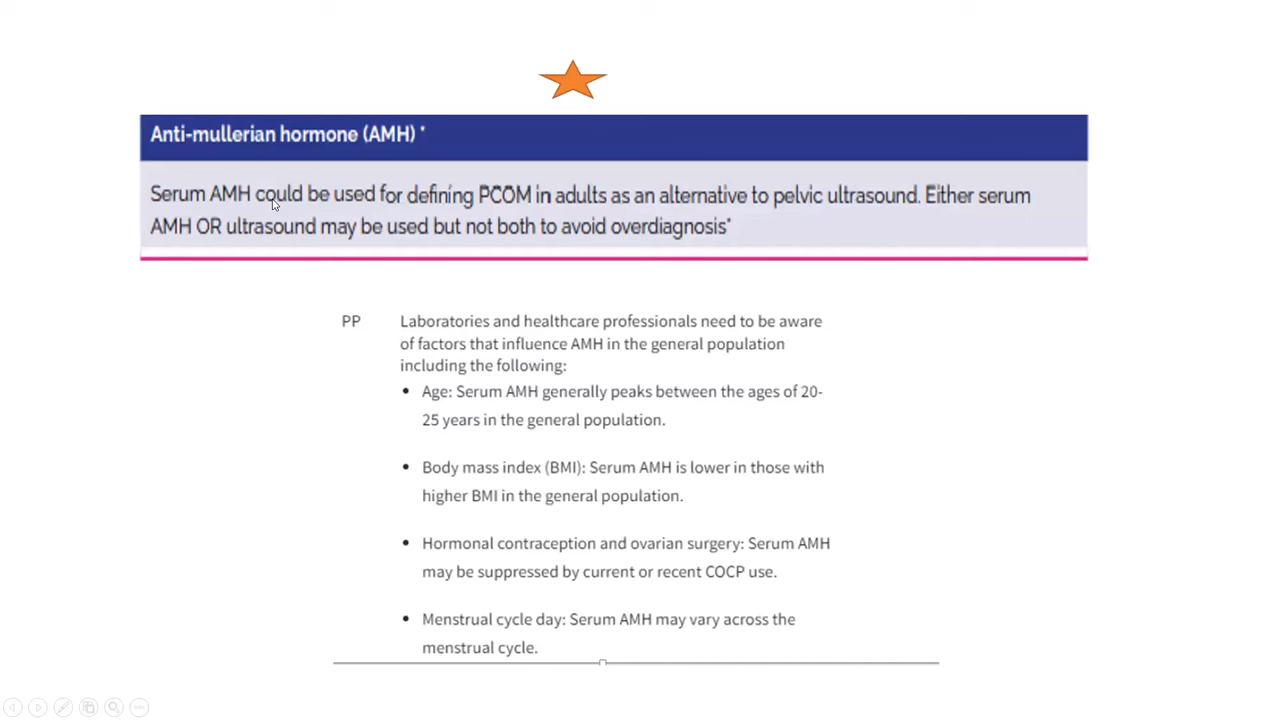 Anti-mullerian hormone (AMH) *
Serum AMH could be used for defining PCOM in adults as an alternative to pelvic ultrasound. Either serum
AMH OR ultrasound may be used but not both to avoid overdiagnosis*
PP Laboratories and healthcare professionals need to be aware
of factors that influence AMH in the general population
including the following:
• Age: Serum AMH generally peaks between the ages of 20-
25 years in the general population.
• Body mass index (BMI): Serum AMH is lower in those with
higher BMI in the general population.
• Hormonal contraception and ovarian surgery: Serum AMH
may be suppressed by current or recent COCP use.
• Menstrual cycle day: Serum AMH may vary across the
menstrual cycle.